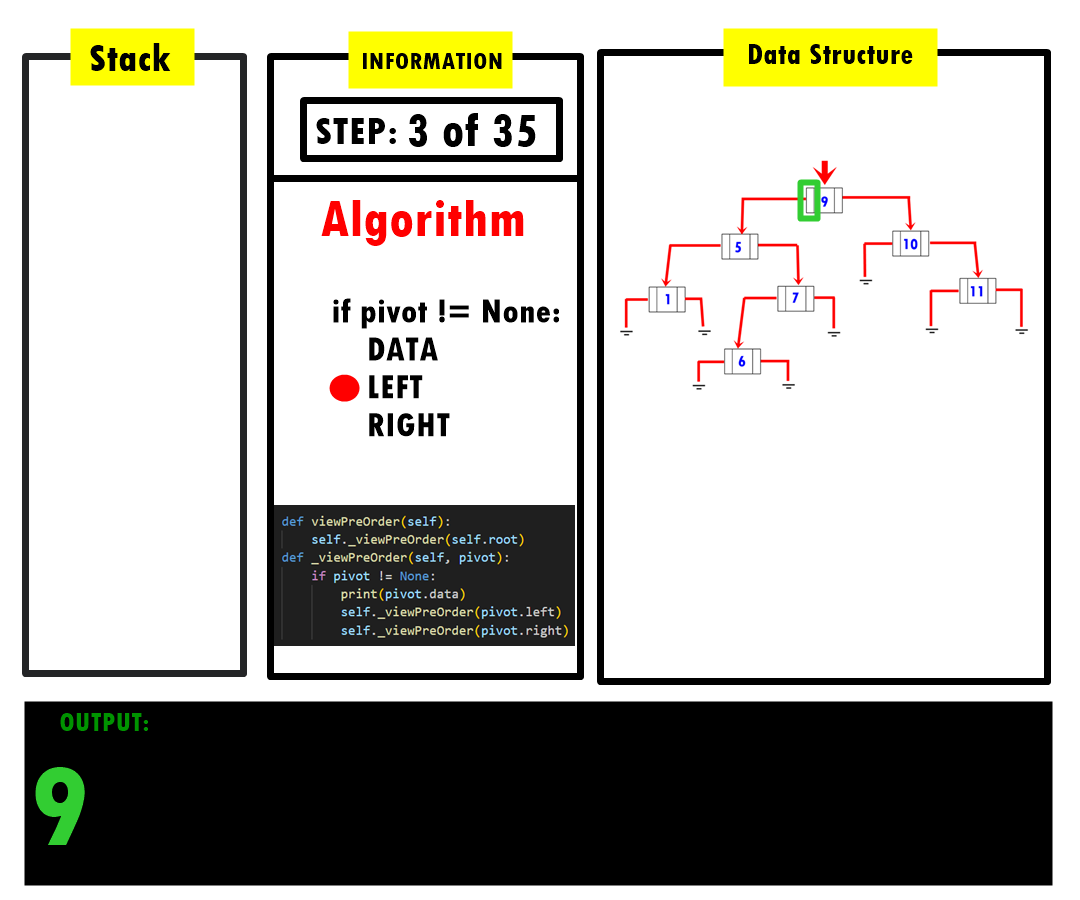 Stack
INFORMATION
STEP: 3 of 35
Algorithm
if pivot != None:
DATA
LEFT
RIGHT
def viewPreOrder(self):
self._viewPreOrder(self.root)
def _viewPreOrder(self, pivot):
if pivot != None:
print(pivot.data)
self._viewPreOrder(pivot.left)
self._viewPreOrder(pivot.right)
Data Structure
9
5
10
1
7
11
6
OUTPUT:
9